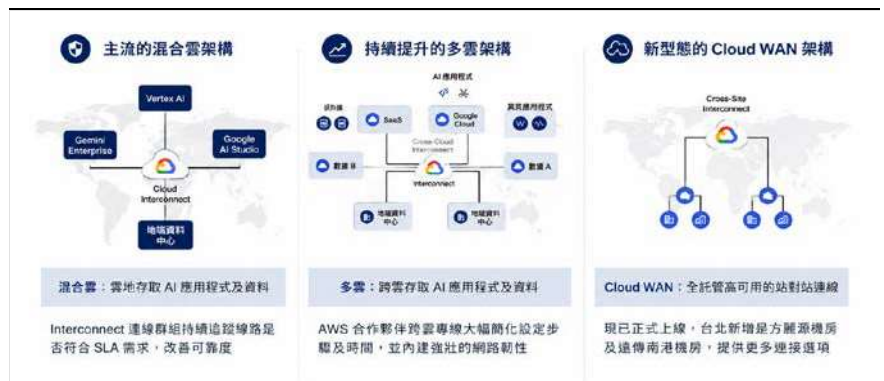 主流的混合雲架構
Vertex AI
Gemini
Enterprise
Google
AI Studio
Cloud
Interconnect
地端資料
中心
混合雲：雲地存取 AI 應用程式及資料
Interconnect 連線群組持續追蹤線路是
否符合 SLA 需求，改善可靠度
持續提升的多雲架構
AI 應用程式
SaaS
Google
Cloud
Cross-Cloud
Interconnect
數據 B
數據 A
Interconnect
地端資料
中心
地端資料
中心
多雲：跨雲存取 AI 應用程式及資料
AWS 合作夥伴跨雲專線大幅簡化設定步
驟及時間，並內建強壯的網路韌性
新型態的 Cloud WAN 架構
Cross-Site
Interconnect
Cloud WAN：全託管高可用的站對站連線
現已正式上線，台北新增是方麗源機房
及遠傳南港機房，提供更多連接選項